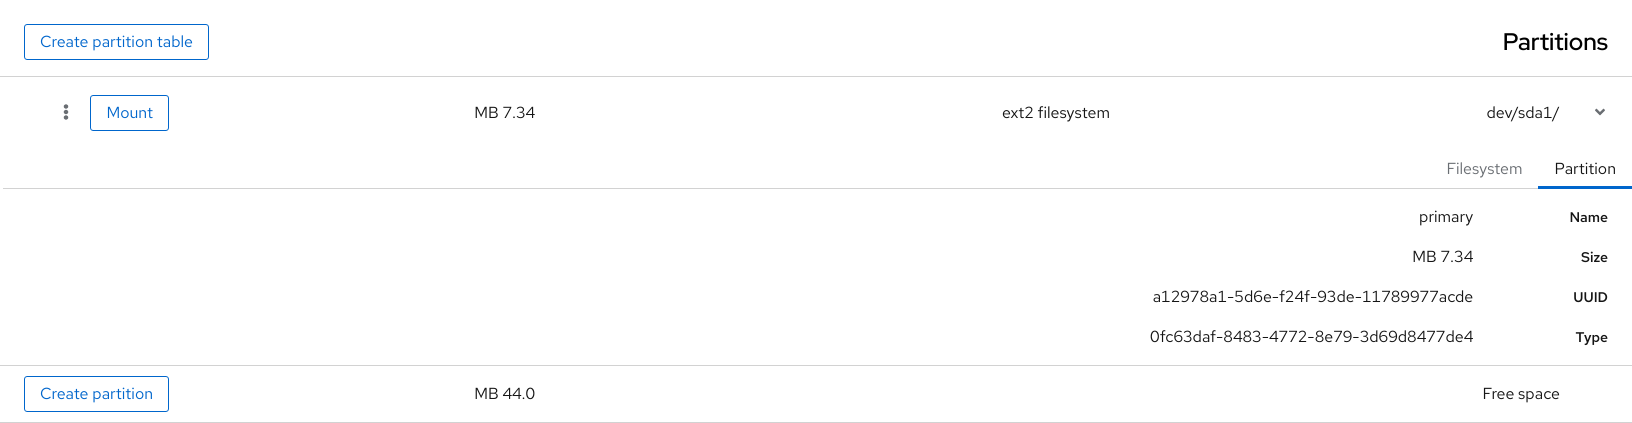 Partitions
Create partition table
dev/sda1/
ext2 filesystem
MB 7.34
Mount
Partition
Filesystem
Name
primary
Size
MB 7.34
UUID
a12978a1-5d6e-f24f-93de-11789977acde
Type
0fc63daf-8483-4772-8e79-3d69d8477de4
Free space
MB 44.0
Create partition